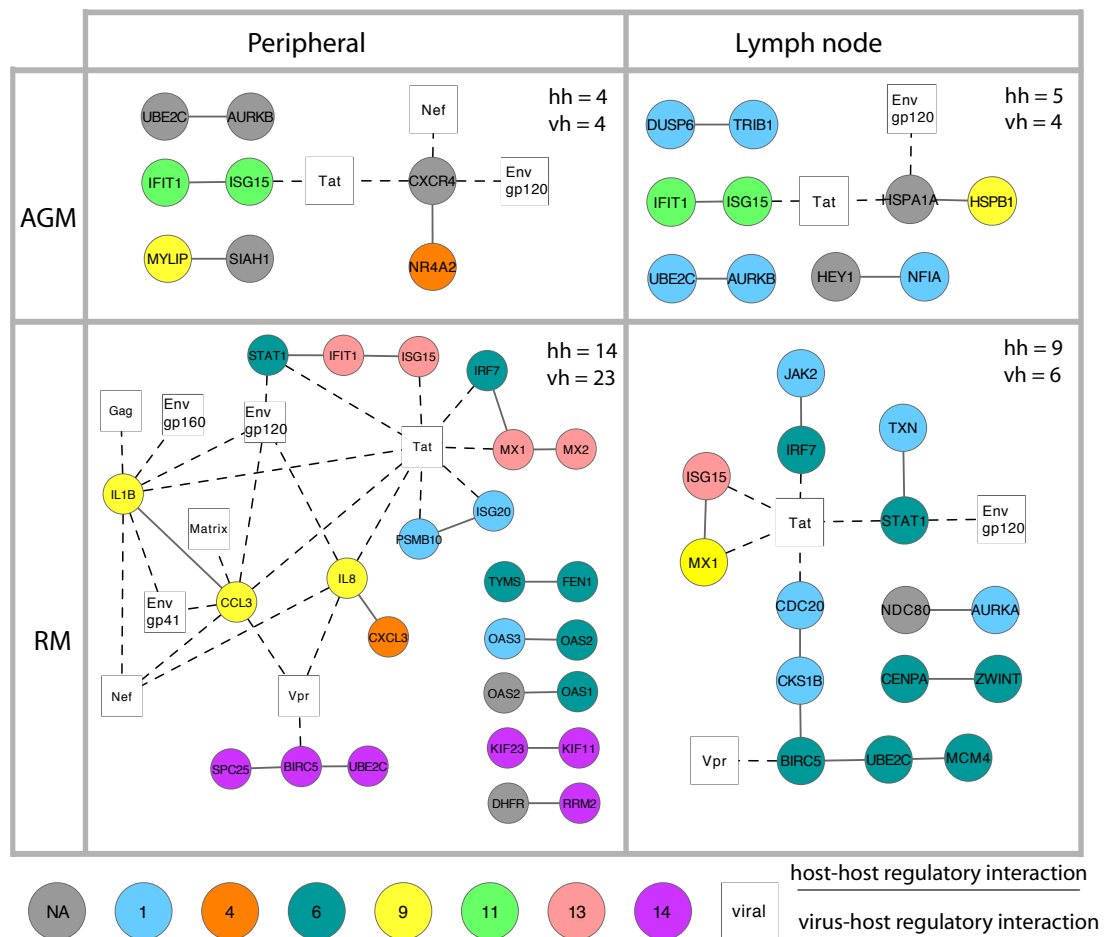 Peripheral
Lymph node
AGM
hh = 4
vh = 4
Nef
UBE2C
AURKB
IFIT1
ISG15
Tat
CXCR4
Env
gp120
MYLIP
SIAH1
NR4A2
hh = 5
vh = 4
Env
gp120
DUSP6
TRIB1
IFIT1
ISG15
Tat
HSPA1A
HSPB1
UBE2C
AURKB
HEY1
NFIA
RM
hh = 14
vh = 23
STAT1
IFIT1
ISG15
IRF7
Gag
Env
gp160
Env
gp120
Tat
MX1
MX2
IL1B
ISG20
Matrix
PSMB10
IL8
TYMS
FEN1
CCL3
Env
gp41
CXCL3
OAS3
OAS2
Nef
Vpr
OAS2
OAS1
SPC25
BIRC5
UBE2C
KIF23
KIF11
DHFR
RRM2
hh = 9
vh = 6
JAK2
TXN
IRF7
ISG15
Tat
STAT1
Env
gp120
MX1
CDC20
NDC80
AURKA
CKS1B
CENPA
ZWINT
Vpr
BIRC5
UBE2C
MCM4
NA
1
4
6
9
11
13
14
viral
host-host regulatory interaction
virus-host regulatory interaction